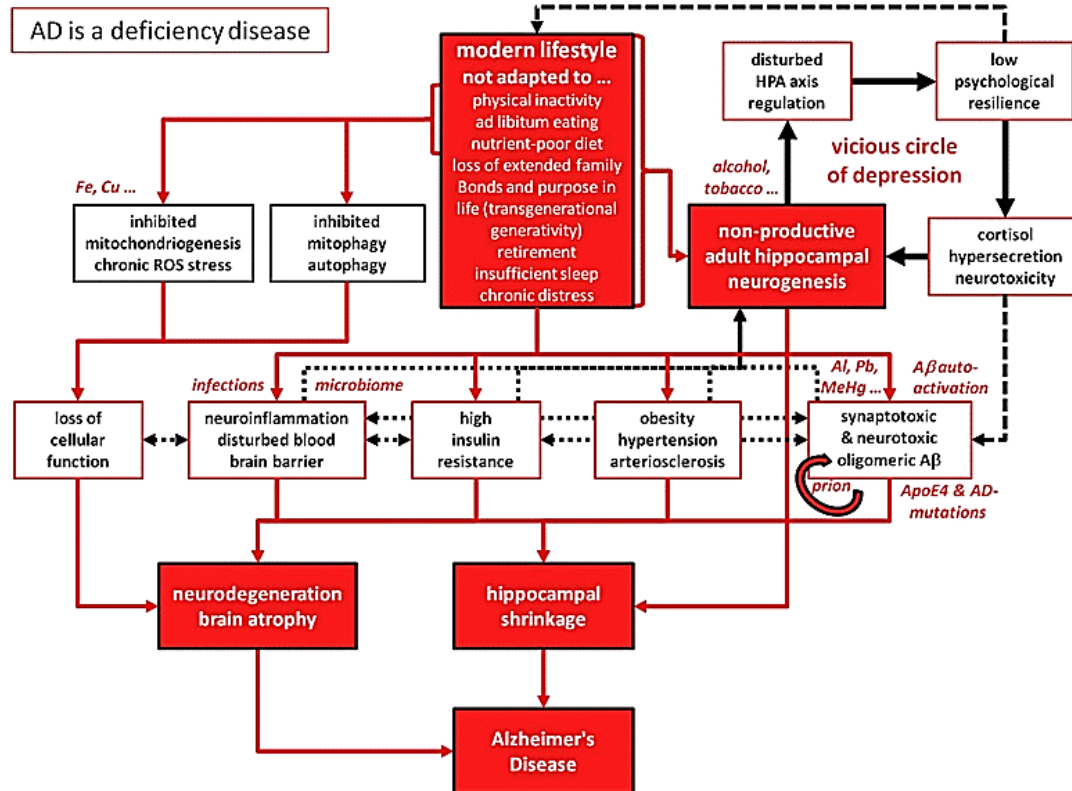 AD is a deficiency disease
modern lifestyle
not adapted to ...
physical inactivity
ad libitum eating
nutrient-poor diet
loss of extended family
Bonds and purpose in
life (transgenerational
generativity)
retirement
insufficient sleep
chronic distress
disturbed
HPA axis
regulation
low
psychological
resilience
vicious circle
of depression
alcohol,
tobacco ...
Fe, Cu ...
inhibited
mitochondriogenesis
chronic ROS stress
inhibited
mitophagy
autophagy
non-productive
adult hippocampal
neurogenesis
cortisol
hypersecretion
neurotoxicity
infections
microbiome
Al, Pb,
MeHg ...
Aβ auto-
activation
loss of
cellular
function
neuroinflammation
disturbed blood
brain barrier
high
insulin
resistance
obesity
hypertension
arteriosclerosis
synaptotoxic
& neurotoxic
oligomeric Aβ
prion
ApoE4 & AD-
mutations
neurodegeneration
brain atrophy
hippocampal
shrinkage
Alzheimer's
Disease